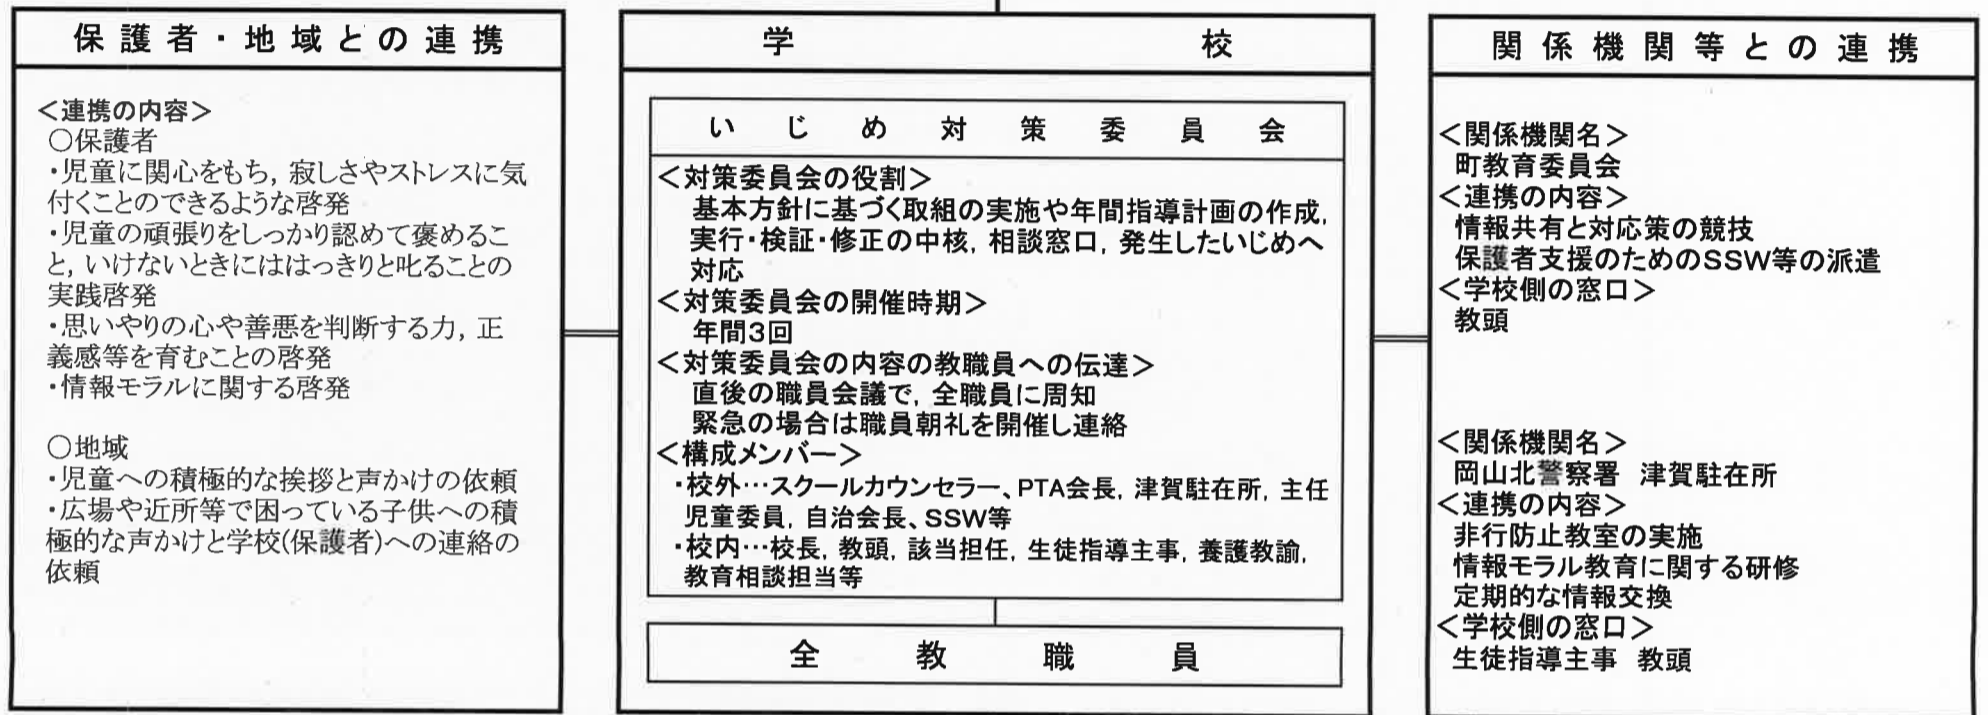 保護者・地域との連携
<連携の内容>
○保護者
・児童に関心をもち，寂しさやストレスに気
付くことのできるような啓発
・児童の頑張りをしっかり認めて褒めるこ
と，いけないときにははっきりと叱ることの
実践啓発
・思いやりの心や善悪を判断する力，正
義感等を育むことの啓発
・情報モラルに関する啓発
○地域
・児童への積極的な挨拶と声かけの依頼
・広場や近所等で困っている子供への積
極的な声かけと学校(保護者)への連絡の
依頼
学校
いじめ対策委員会
<対策委員会の役割>
基本方針に基づく取組の実施や年間指導計画の作成，
実行・検証・修正の中核，相談窓口，発生したいじめへ
対応
<対策委員会の開催時期>
年間3回
<対策委員会の内容の教職員への伝達>
直後の職員会議で，全職員に周知
緊急の場合は職員朝礼を開催し連絡
<構成メンバー>
・校外…スクールカウンセラー、PTA会長，津賀駐在所，主任
児童委員，自治会長、SSW等
・校内…校長，教頭，該当担任，生徒指導主事，養護教諭，
教育相談担当等
全教職員
関係機関等との連携
<関係機関名>
町教育委員会
<連携の内容>
情報共有と対応策の競技
保護者支援のためのSSW等の派遣
<学校側の窓口>
教頭
<関係機関名>
岡山北警察署　津賀駐在所
<連携の内容>
非行防止教室の実施
情報モラル教育に関する研修
定期的な情報交換
<学校側の窓口>
生徒指導主事　教頭